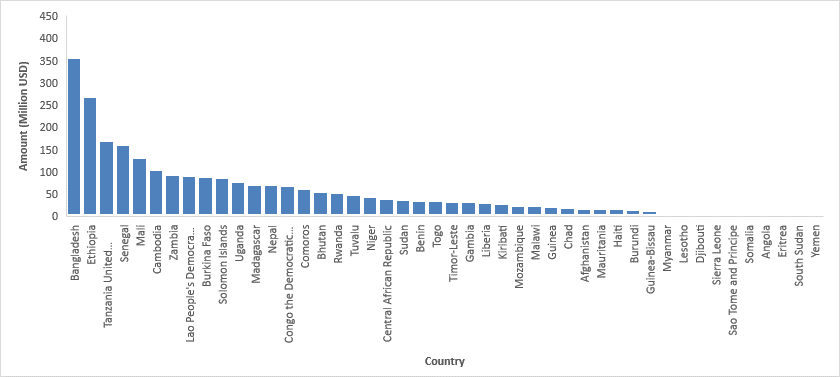 450
400
350
300
250
200
150
100
50
0
Amount (Million USD)
Bangladesh
Ethiopia
Tanzania United...
Senegal
Mali
Cambodia
Zambia
Lao People's Democra...
Burkina Faso
Solomon Islands
Uganda
Madagascar
Nepal
Congo the Democratic...
Comoros
Bhutan
Rwanda
Tuvalu
Niger
Central African Republic
Sudan
Benin
Togo
Timor-Leste
Gambia
Liberia
Kiribati
Mozambique
Malawi
Guinea
Chad
Afghanistan
Mauritania
Haiti
Burundi
Guinea-Bissau
Myanmar
Lesotho
Djibouti
Sierra Leone
Sao Tome and Principe
Somalia
Angola
Eritrea
South Sudan
Yemen
Country